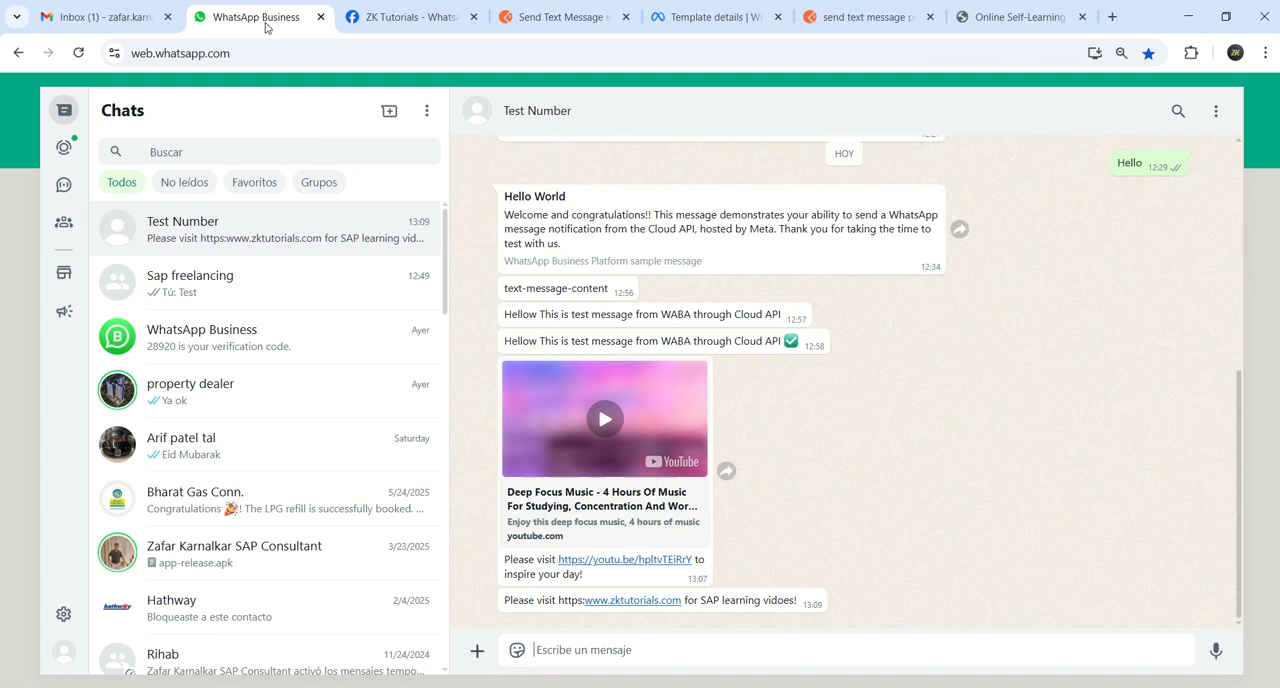 Inbox (1) - zafar.karn
WhatsApp Business
ZK Tutorials - WhatsA
Send Text Message w
Template details | W
send text message p
Online Self-Learning
web.whatsapp.com
ZK
Chats
Buscar
Todos
No leídos
Favoritos
Grupos
Test Number
13:09
Please visit https:www.zktutorials.com for SAP learning vid...
Sap freelancing
12:49
Tú: Test
WhatsApp Business
Ayer
28920 is your verification code.
property dealer
Ayer
Ya ok
Arif patel tal
Saturday
Eid Mubarak
Bharat Gas Conn.
5/24/2025
Congratulations 🎉! The LPG refill is successfully booked. ...
Zafar Karnalkar SAP Consultant
3/23/2025
app-release.apk
hathway
Hathway
2/4/2025
Bloqueaste a este contacto
Rihab
11/24/2024
Zafar Karnalkar SAP Consultant activó los mensajes tempo...
Test Number
HOY
Hello 12:29
Hello World
Welcome and congratulations!! This message demonstrates your ability to send a WhatsApp
message notification from the Cloud API, hosted by Meta. Thank you for taking the time to
test with us.
WhatsApp Business Platform sample message
12:34
text-message-content 12:56
Hellow This is test message from WABA through Cloud API 12:57
Hellow This is test message from WABA through Cloud API ✅ 12:58
YouTube
Deep Focus Music - 4 Hours Of Music
For Studying, Concentration And Wor...
Enjoy this deep focus music, 4 hours of music
youtube.com
Please visit https://youtu.be/hpltvTEiRrY to
inspire your day!
13:07
Please visit https:www.zktutorials.com for SAP learning vidoes! 13:09
Escribe un mensaje